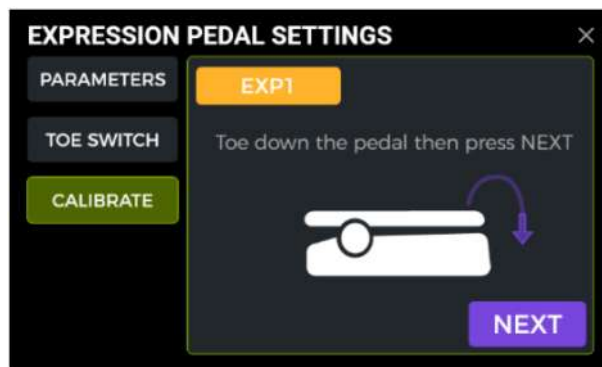 EXPRESSION PEDAL SETTINGS
PARAMETERS
EXP1
TOE SWITCH
Toe down the pedal then press NEXT
CALIBRATE
NEXT